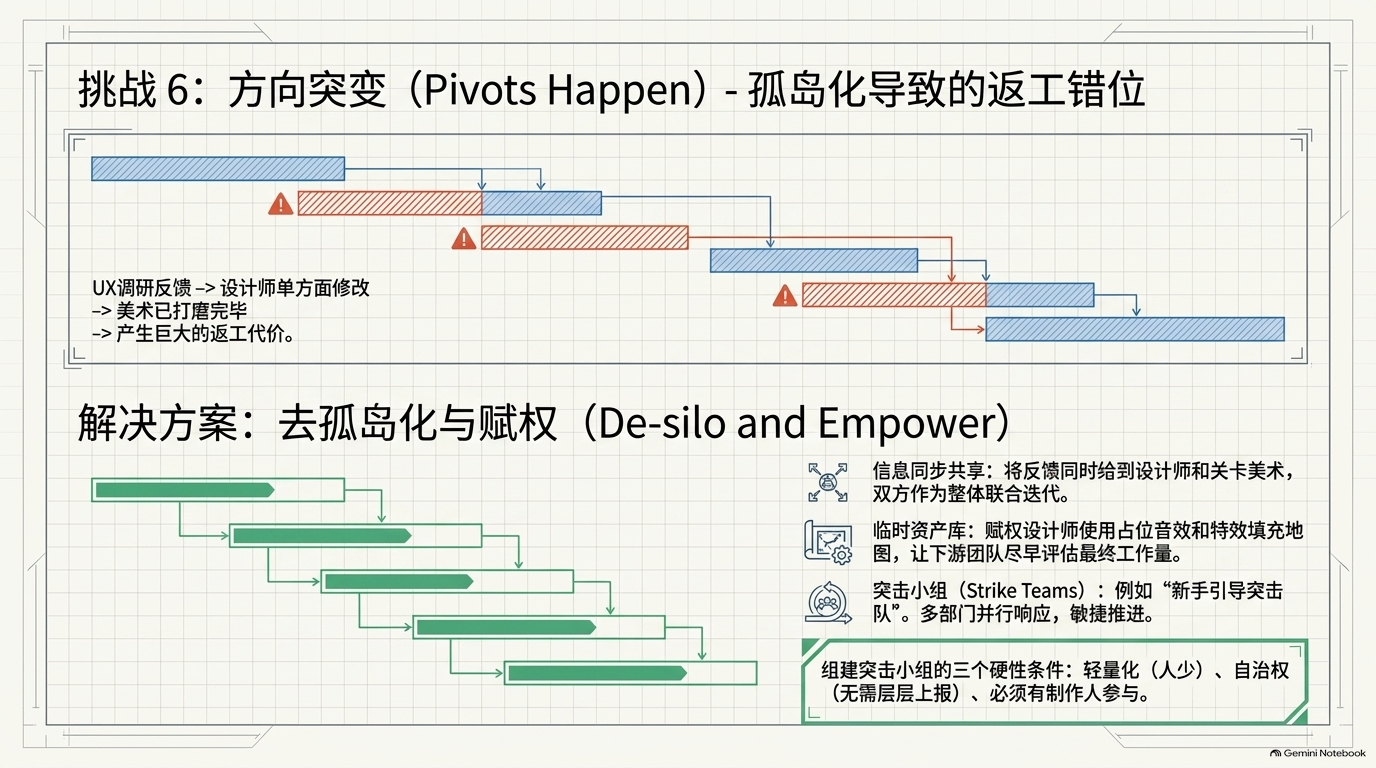 挑战 6：方向突变（Pivots Happen）- 孤岛化导致的返工错位
UX调研反馈 –> 设计师单方面修改
–> 美术已打磨完毕
–> 产生巨大的返工代价。
解决方案：去孤岛化与赋权（De-silo and Empower）
信息同步共享：将反馈同时给到设计师和关卡美术，
双方作为整体联合迭代。
临时资产库：赋权设计师使用占位音效和特效填充地
图，让下游团队尽早评估最终工作量。
突击小组（Strike Teams）：例如“新手引导突击
队”。多部门并行响应，敏捷推进。
组建突击小组的三个硬性条件：轻量化（人少）、自治权
（无需层层上报）、必须有制作人参与。
Gemini Notebook